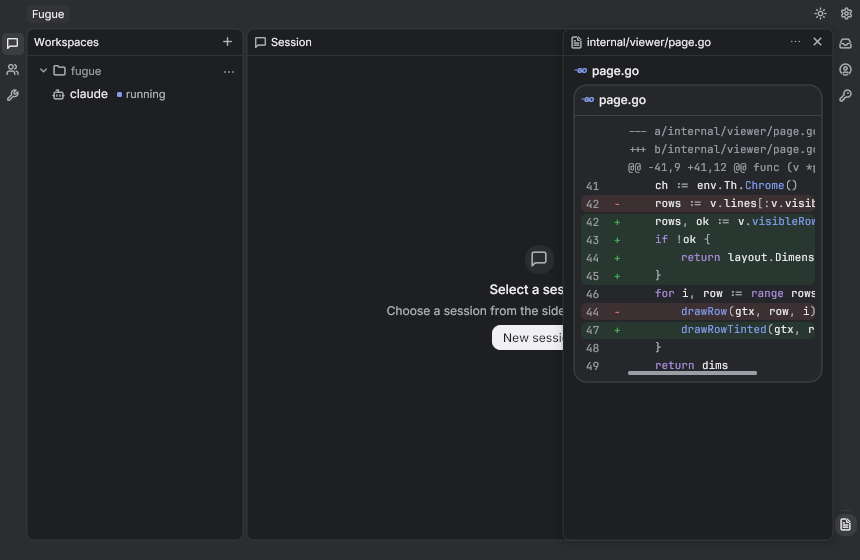 Fugue
Workspaces
+
fugue
...
claude
running
Session
Select a ses
Choose a session from the side
New sessi
internal/viewer/page.go
...
page.go
page.go
--- a/internal/viewer/page.go
+++ b/internal/viewer/page.go
@@ -41,9 +41,12 @@ func (v *p
41 ch := env.Th.Chrome()
42 - rows := v.lines[:v.visib
42 + rows, ok := v.visibleRow
43 + if !ok {
44 + return layout.Dimens
45 + }
46 for i, row := range rows
44 - drawRow(gtx, row, i)
47 + drawRowTinted(gtx, r
48 }
49 return dims